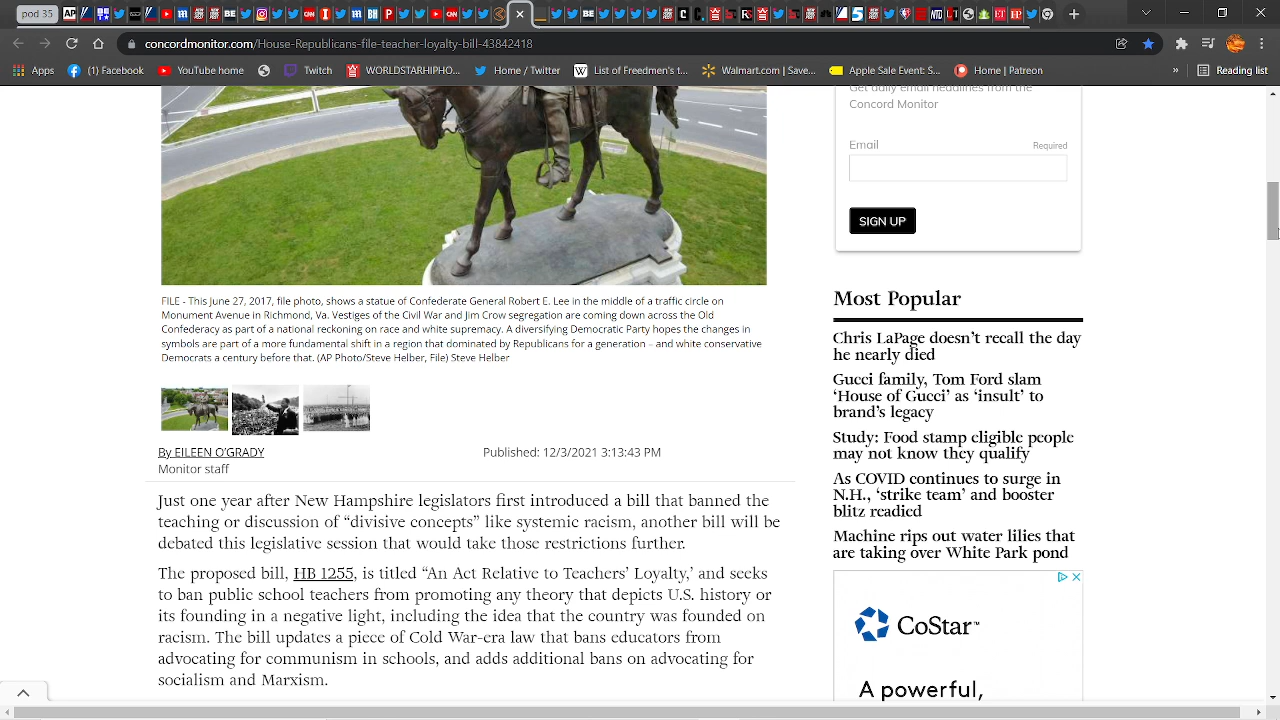 pod 35
concordmonitor.com/House-Republicans-file-teacher-loyalty-bill-43842418
Apps
(1) Facebook
YouTube home
Twitch
WORLDSTARHIPHO...
Home / Twitter
List of Freedom's t...
Walmart.com | Save...
Apple Sale Event S...
Home | Patreon
»
Reading list
Get daily email headlines from the
Concord Monitor
Email
Required
SIGN UP
FILE - This June 27, 2017, file photo, shows a statue of Confederate General Robert E. Lee in the middle of a traffic circle on
Monument Avenue in Richmond, Va. Vestiges of the Civil War and Jim Crow segregation are coming down across the Old
Confederacy as part of a national reckoning on race and white supremacy. A diversifying Democratic Party hopes the changes in
symbols are part of a more fundamental shift in a region that dominated by Republicans for a generation – and white conservative
Democrats a century before that. (AP Photo/Steve Helber, File) Steve Helber
By EILEEN O'GRADY
Monitor staff
Published: 12/3/2021 3:13:43 PM
Just one year after New Hampshire legislators first introduced a bill that banned the
teaching or discussion of “divisive concepts” like systemic racism, another bill will be
debated this legislative session that would take those restrictions further.
The proposed bill, HB 1255, is titled “An Act Relative to Teachers’ Loyalty,’ and seeks
to ban public school teachers from promoting any theory that depicts U.S. history or
its founding in a negative light, including the idea that the country was founded on
racism. The bill updates a piece of Cold War-era law that bans educators from
advocating for communism in schools, and adds additional bans on advocating for
socialism and Marxism.
Most Popular
Chris LaPage doesn’t recall the day
he nearly died
Gucci family, Tom Ford slam
‘House of Gucci’ as ‘insult’ to
brand’s legacy
Study: Food stamp eligible people
may not know they qualify
As COVID continues to surge in
N.H., ‘strike team’ and booster
blitz readied
Machine rips out water lilies that
are taking over White Park pond
CoStar™
A powerful,